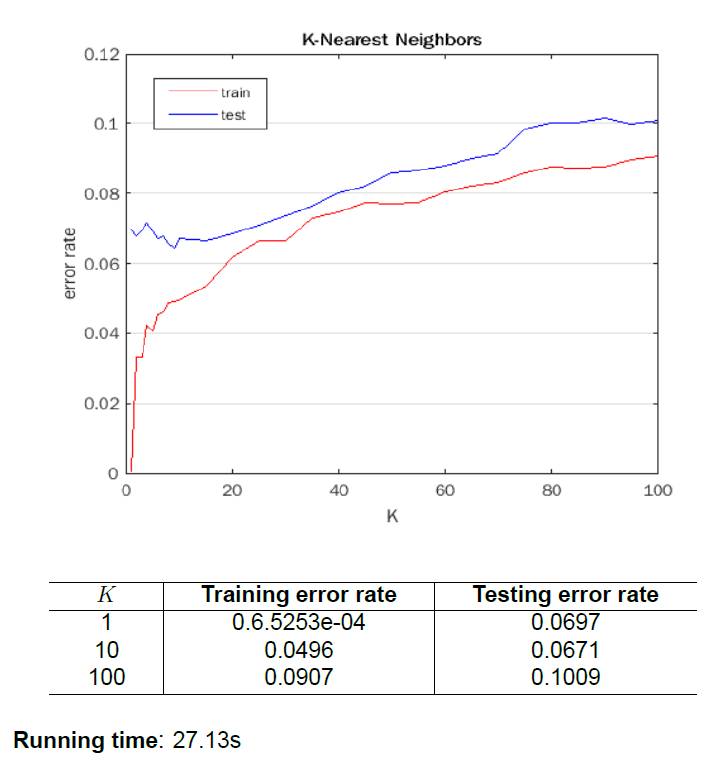 K-Nearest Neighbors
0.12
0.1
0.08
0.06
0.04
0.02
0
train
test
error rate
0 20 40 60 80 100
K
K Training error rate Testing error rate
1 0.6.5253e-04 0.0697
10 0.0496 0.0671
100 0.0907 0.1009
Running time: 27.13s